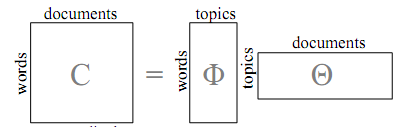 documents
words
C
=
topics
words
Φ
documents
topics
Θ